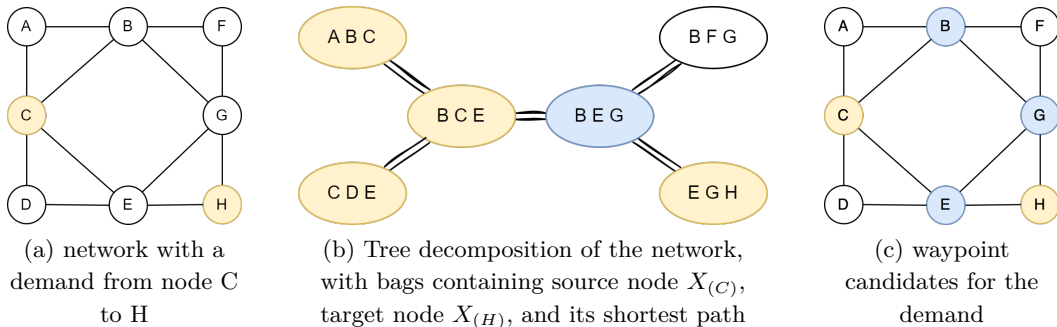 A B F
C G
D E H
(a) network with a
demand from node C
to H
A B C
B F G
B C E
B E G
C D E
E G H
(b) Tree decomposition of the network,
with bags containing source node X(C),
target node X(H), and its shortest path
A B F
C G
D E H
(c) waypoint
candidates for the
demand